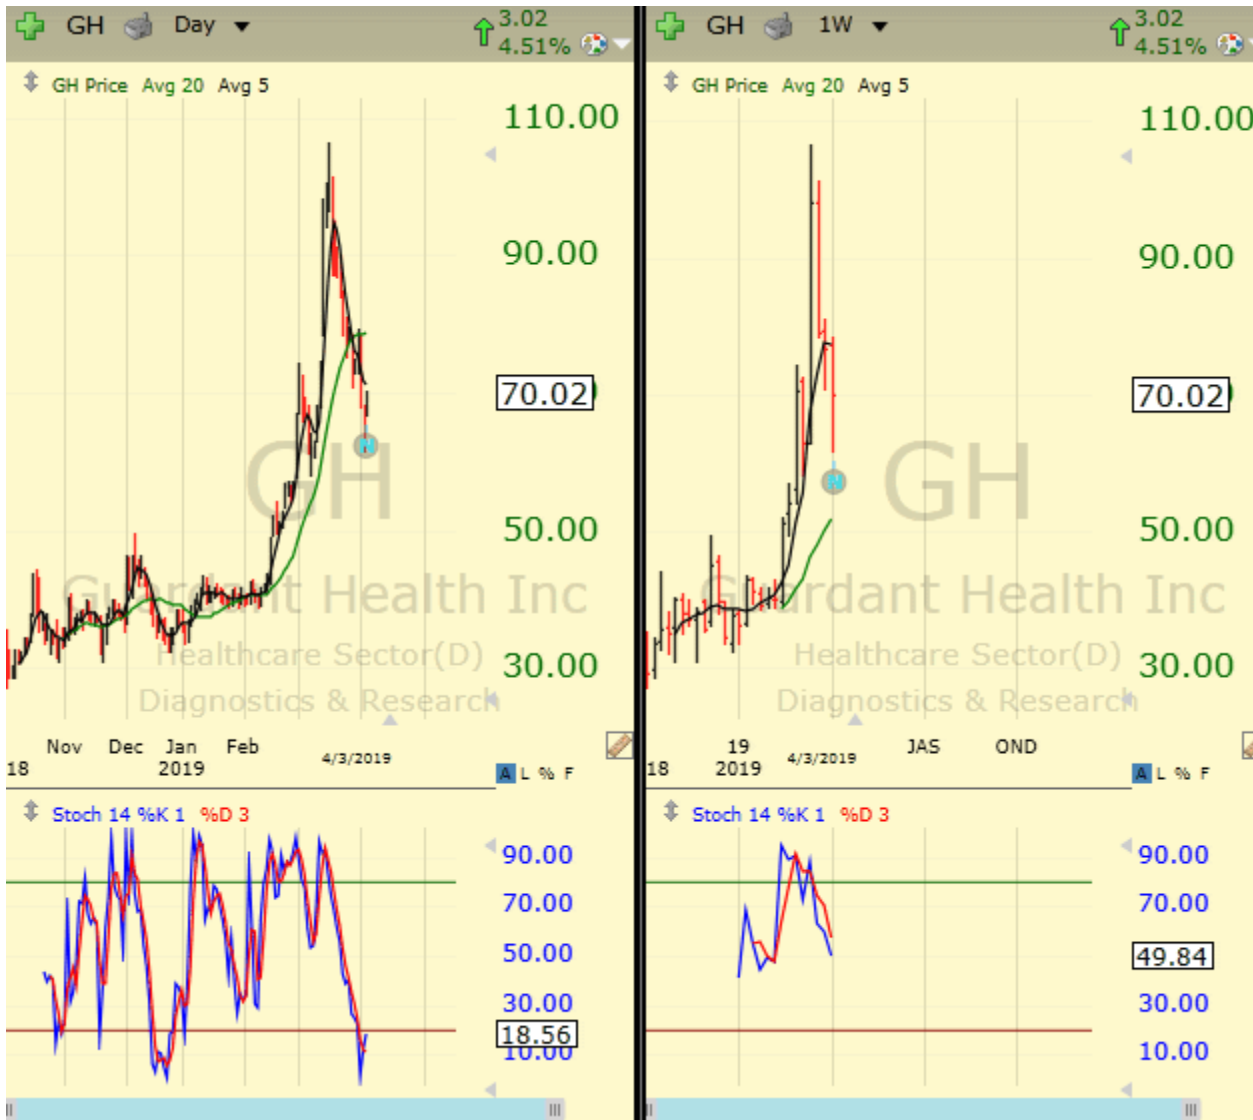 GH Day 3.02
4.51%
GH Price Avg 20 Avg 5
110.00
90.00
70.02
50.00
30.00
GH
Guardant Health Inc
Healthcare Sector(D)
Diagnostics & Research
Nov Dec Jan Feb
18 2019 4/3/2019
A L % F
N
Stoch 14 %K 1 %D 3
90.00
70.00
50.00
30.00
18.56
10.00
GH 1W 3.02
4.51%
GH Price Avg 20 Avg 5
110.00
90.00
70.02
50.00
30.00
GH
Guardant Health Inc
Healthcare Sector(D)
Diagnostics & Research
19 JAS OND
18 2019 4/3/2019
A L % F
N
Stoch 14 %K 1 %D 3
90.00
70.00
49.84
30.00
10.00